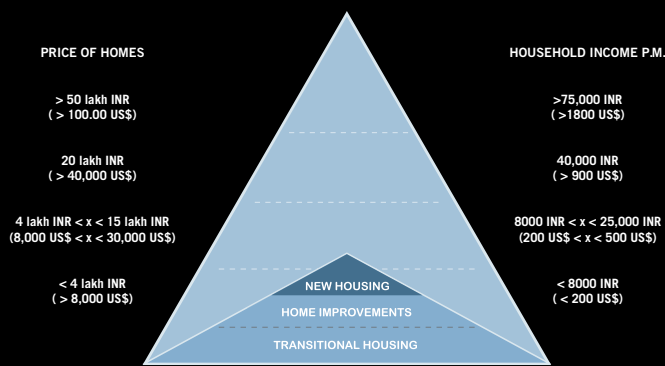 PRICE OF HOMES
> 50 lakh INR
( > 100.00 US$)
20 lakh INR
( > 40,000 US$)
4 lakh INR < x < 15 lakh INR
(8,000 US$ < x < 30,000 US$)
< 4 lakh INR
( > 8,000 US$)
NEW HOUSING
HOME IMPROVEMENTS
TRANSITIONAL HOUSING
HOUSEHOLD INCOME P.M.
>75,000 INR
(>1800 US$)
40,000 INR
( > 900 US$)
8000 INR < x < 25,000 INR
(200 US$ < x < 500 US$)
< 8000 INR
( < 200 US$)